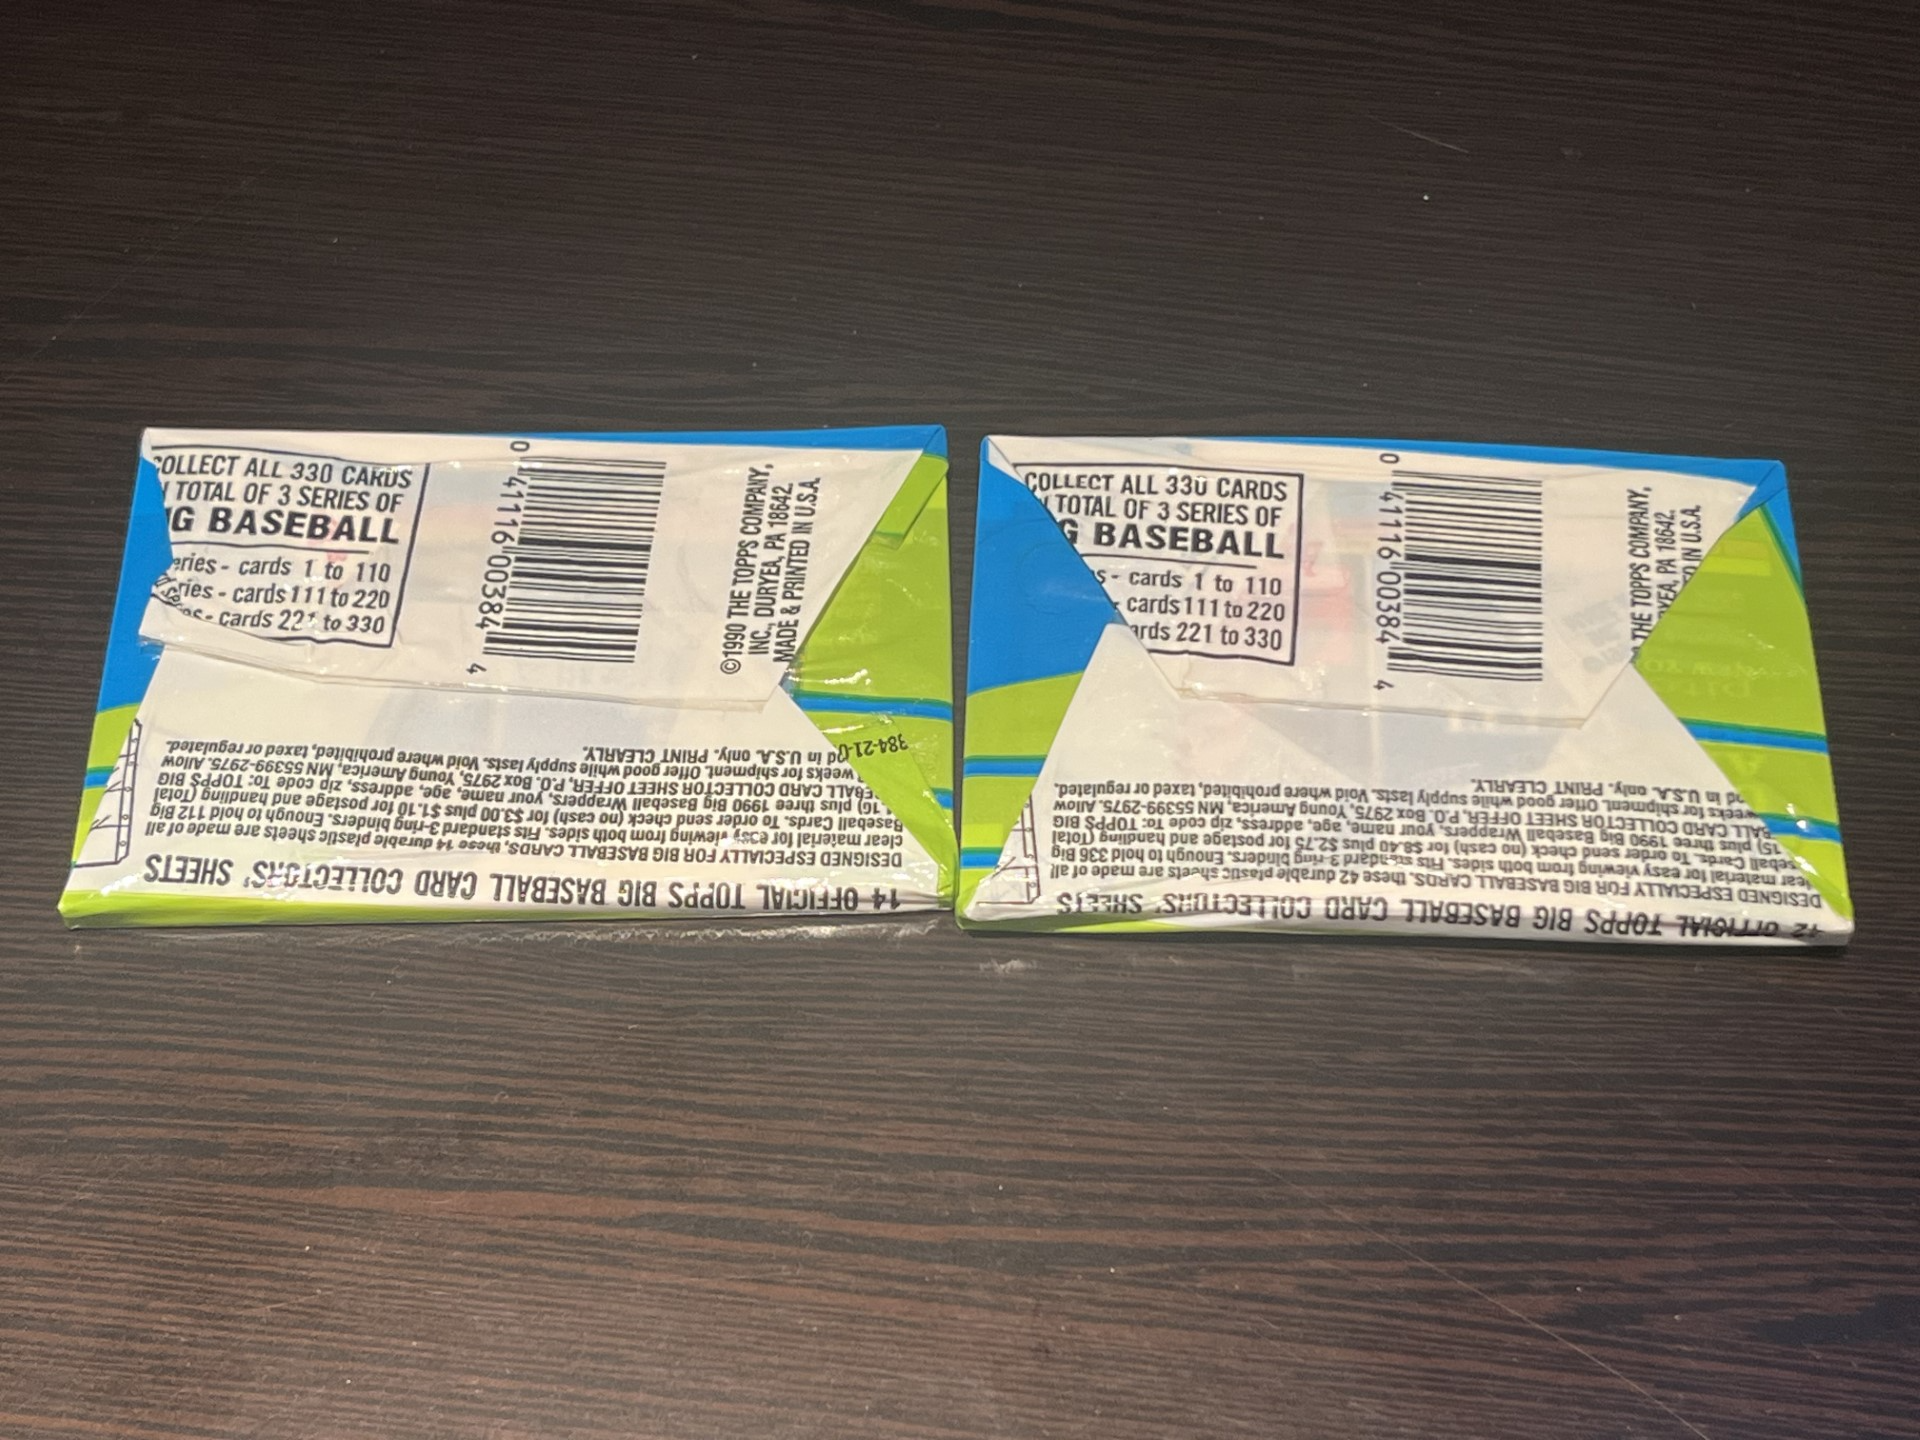 COLLECT ALL 330 CARDS
TOTAL OF 3 SERIES OF
IG BASEBALL
eries - cards 1 to 110
ries - cards 111 to 220
- cards 221 to 330
0 41116 00384 4
©1990 THE TOPPS COMPANY,
INC., DURYEA, PA 18642.
MADE & PRINTED IN U.S.A.
14 OFFICIAL TOPPS BIG BASEBALL CARD COLLECTORS' SHEETS
DESIGNED ESPECIALLY FOR BIG BASEBALL CARDS, these 14 durable plastic sheets are made of all
clear material for easy viewing from both sides. Fits standard 3-ring binders. Enough to hold 112 Big
Baseball Cards. To order send check (no cash) for $3.00 plus $1.10 for postage and handling (Total
1G) plus three 1990 Big Baseball Wrappers, your name, age, address, zip code To: TOPPS BIG
BALL CARD COLLECTOR SHEET OFFER, P.O. Box 2975, Young America, MN 55399-2975. Allow
weeks for shipment. Offer good while supply lasts. Void where prohibited, taxed or regulated.
in U.S.A. only. PRINT CLEARLY.
384-21-0
COLLECT ALL 330 CARDS
TOTAL OF 3 SERIES OF
G BASEBALL
s - cards 1 to 110
cards 111 to 220
ards 221 to 330
0 41116 00384 4
THE TOPPS COMPANY,
YEA, PA 18642.
ED IN U.S.A.
42 OFFICIAL TOPPS BIG BASEBALL CARD COLLECTORS' SHEETS
DESIGNED ESPECIALLY FOR BIG BASEBALL CARDS, these 42 durable plastic sheets are made of all
lear material for easy viewing from both sides. Fits standard 3-ring binders. Enough to hold 336 Big
seball Cards. To order send check (no cash) for $8.40 plus $2.75 for postage and handling (Total
15) plus three 1990 Big Baseball Wrappers, your name, age, address, zip code To: TOPPS BIG
BALL CARD COLLECTOR SHEET OFFER, P.O. Box 2975, Young America, MN 55399-2975. Allow
weeks for shipment. Offer good while supply lasts. Void where prohibited, taxed or regulated.
in U.S.A. only. PRINT CLEARLY.